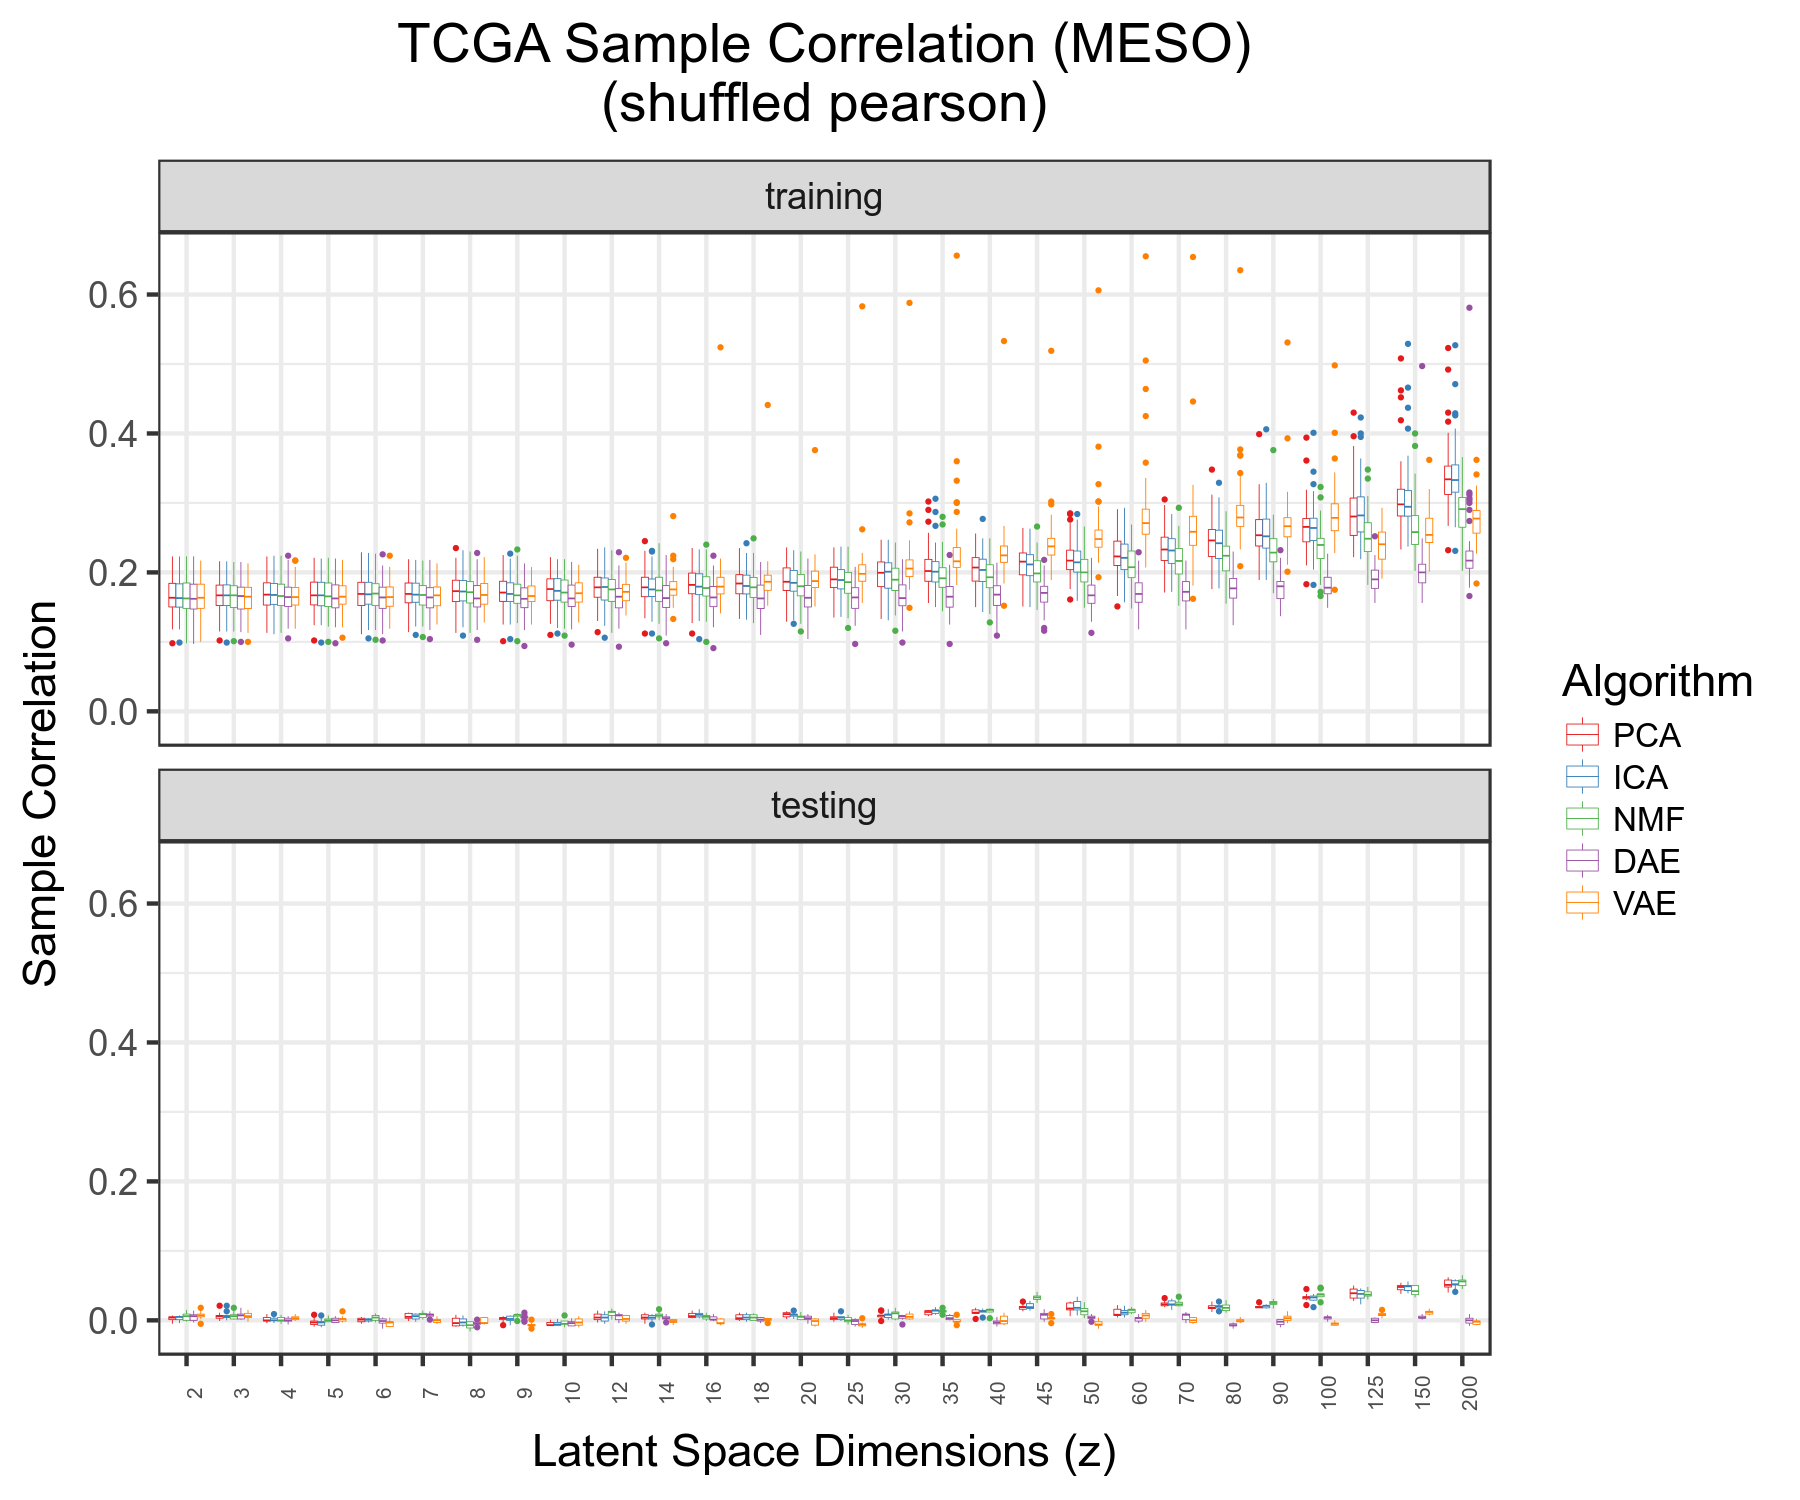 TCGA Sample Correlation (MESO)
(shuffled pearson)
training
0.6
0.4
0.2
0.0
testing
0.6
0.4
0.2
0.0
Sample Correlation
2 3 4 5 6 7 8 9 10 12 14 16 18 20 25 30 35 40 45 50 60 70 80 90 100 125 150 200
Latent Space Dimensions (z)
Algorithm
PCA
ICA
NMF
DAE
VAE